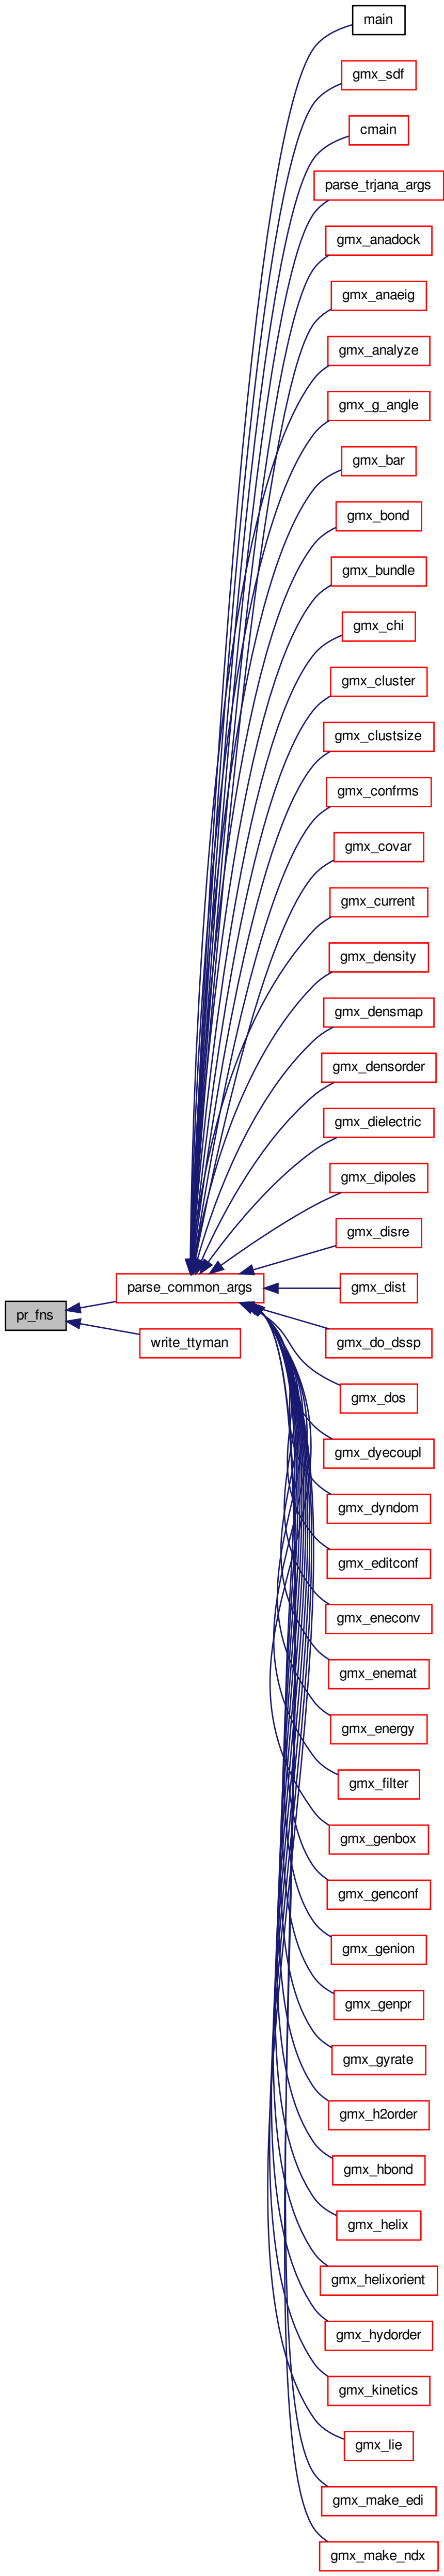 main
gmx_sdf
cmain
parse_trjana_args
gmx_anadock
gmx_anaeig
gmx_analyze
gmx_g_angle
gmx_bar
gmx_bond
gmx_bundle
gmx_chi
gmx_cluster
gmx_clustsize
gmx_confrms
gmx_covar
gmx_current
gmx_density
gmx_densmap
gmx_densorder
gmx_dielectric
gmx_dipoles
gmx_disre
parse_common_args
gmx_dist
pr_fns
write_ttyman
gmx_do_dssp
gmx_dos
gmx_dyecoupl
gmx_dyndom
gmx_editconf
gmx_eneconv
gmx_enemat
gmx_energy
gmx_filter
gmx_genbox
gmx_genconf
gmx_genion
gmx_genpr
gmx_gyrate
gmx_h2order
gmx_hbond
gmx_helix
gmx_helixorient
gmx_hydorder
gmx_kinetics
gmx_lie
gmx_make_edi
gmx_make_ndx